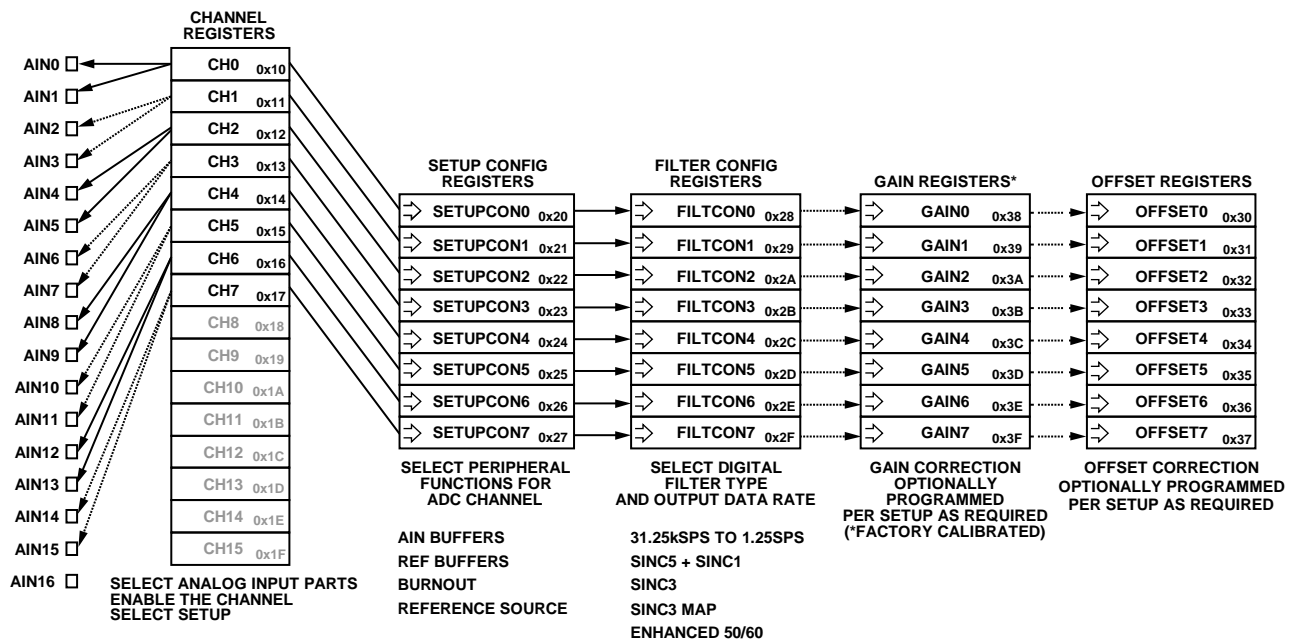 CHANNEL
REGISTERS
AIN0
AIN1
AIN2
AIN3
AIN4
AIN5
AIN6
AIN7
AIN8
AIN9
AIN10
AIN11
AIN12
AIN13
AIN14
AIN15
AIN16
CH0 0x10
CH1 0x11
CH2 0x12
CH3 0x13
CH4 0x14
CH5 0x15
CH6 0x16
CH7 0x17
CH8 0x18
CH9 0x19
CH10 0x1A
CH11 0x1B
CH12 0x1C
CH13 0x1D
CH14 0x1E
CH15 0x1F
SELECT ANALOG INPUT PARTS
ENABLE THE CHANNEL
SELECT SETUP
SETUP CONFIG
REGISTERS
SETUPCON0 0x20
SETUPCON1 0x21
SETUPCON2 0x22
SETUPCON3 0x23
SETUPCON4 0x24
SETUPCON5 0x25
SETUPCON6 0x26
SETUPCON7 0x27
SELECT PERIPHERAL
FUNCTIONS FOR
ADC CHANNEL
AIN BUFFERS
REF BUFFERS
BURNOUT
REFERENCE SOURCE
FILTER CONFIG
REGISTERS
FILTCON0 0x28
FILTCON1 0x29
FILTCON2 0x2A
FILTCON3 0x2B
FILTCON4 0x2C
FILTCON5 0x2D
FILTCON6 0x2E
FILTCON7 0x2F
SELECT DIGITAL
FILTER TYPE
AND OUTPUT DATA RATE
31.25kSPS TO 1.25SPS
SINC5 + SINC1
SINC3
SINC3 MAP
ENHANCED 50/60
GAIN REGISTERS*
GAIN0 0x38
GAIN1 0x39
GAIN2 0x3A
GAIN3 0x3B
GAIN4 0x3C
GAIN5 0x3D
GAIN6 0x3E
GAIN7 0x3F
GAIN CORRECTION
OPTIONALLY
PROGRAMMED
PER SETUP AS REQUIRED
(*FACTORY CALIBRATED)
OFFSET REGISTERS
OFFSET0 0x30
OFFSET1 0x31
OFFSET2 0x32
OFFSET3 0x33
OFFSET4 0x34
OFFSET5 0x35
OFFSET6 0x36
OFFSET7 0x37
OFFSET CORRECTION
OPTIONALLY PROGRAMMED
PER SETUP AS REQUIRED